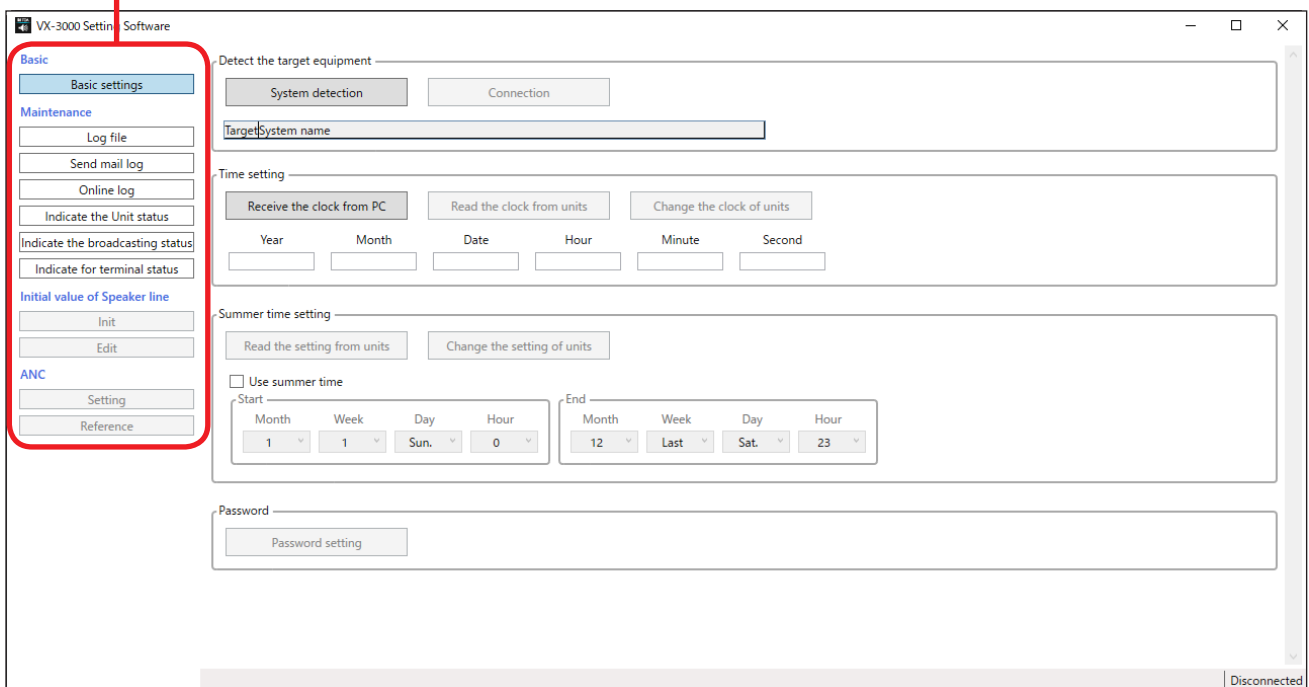 VX-3000 Setting Software
Basic
Basic settings
Maintenance
Log file
Send mail log
Online log
Indicate the Unit status
Indicate the broadcasting status
Indicate for terminal status
Initial value of Speaker line
Init
Edit
ANC
Setting
Reference
Detect the target equipment
System detection Connection
Target System name
Time setting
Receive the clock from PC Read the clock from units Change the clock of units
Year Month Date Hour Minute Second
Summer time setting
Read the setting from units Change the setting of units
Use summer time
Start
Month Week Day Hour
1 1 Sun. 0
End
Month Week Day Hour
12 Last Sat. 23
Password
Password setting
Disconnected